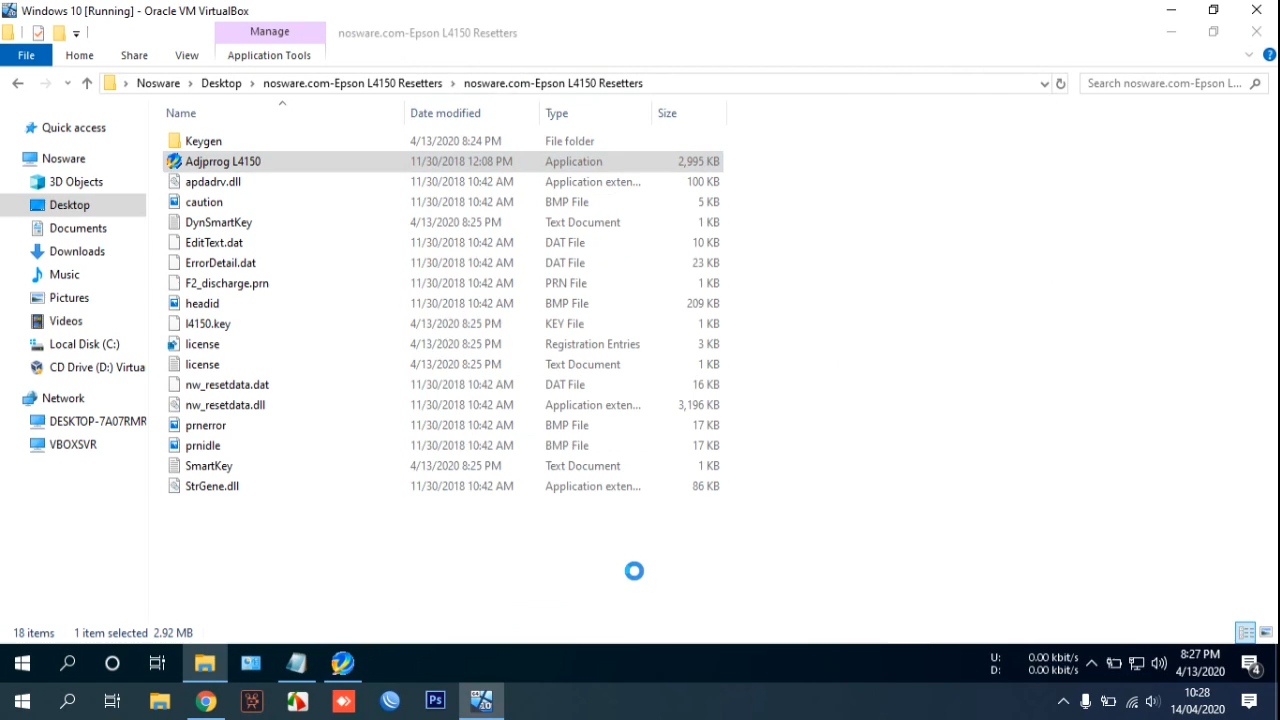 Windows 10 [Running] - Oracle VM VirtualBox
Manage
nosware.com-Epson L4150 Resetters
File Home Share View Application Tools
Nosware > Desktop > nosware.com-Epson L4150 Resetters > nosware.com-Epson L4150 Resetters
Search nosware.com-Epson L...
Name Date modified Type Size
Quick access
Nosware
3D Objects
Desktop
Documents
Downloads
Music
Pictures
Videos
Local Disk (C:)
CD Drive (D:) Virtua
Network
DESKTOP-7A07RMR
VBOXSVR
Keygen 4/13/2020 8:24 PM File folder
Adjprrog L4150 11/30/2018 12:08 PM Application 2,995 KB
apdadrv.dll 11/30/2018 10:42 AM Application exten... 100 KB
caution 11/30/2018 10:42 AM BMP File 5 KB
DynSmartKey 4/13/2020 8:25 PM Text Document 1 KB
EditText.dat 11/30/2018 10:42 AM DAT File 10 KB
ErrorDetail.dat 11/30/2018 10:42 AM DAT File 23 KB
F2_discharge.prn 11/30/2018 10:42 AM PRN File 1 KB
headid 11/30/2018 10:42 AM BMP File 209 KB
l4150.key 4/13/2020 8:25 PM KEY File 1 KB
license 4/13/2020 8:25 PM Registration Entries 3 KB
license 4/13/2020 8:25 PM Text Document 1 KB
nw_resetdata.dat 11/30/2018 10:42 AM DAT File 16 KB
nw_resetdata.dll 11/30/2018 10:42 AM Application exten... 3,196 KB
prnerror 11/30/2018 10:42 AM BMP File 17 KB
prnidle 11/30/2018 10:42 AM BMP File 17 KB
SmartKey 4/13/2020 8:25 PM Text Document 1 KB
StrGene.dll 11/30/2018 10:42 AM Application exten... 86 KB
18 items 1 item selected 2.92 MB
U: 0.00 kbit/s
D: 0.00 kbit/s
8:27 PM
4/13/2020
4
Ps
10:28
14/04/2020